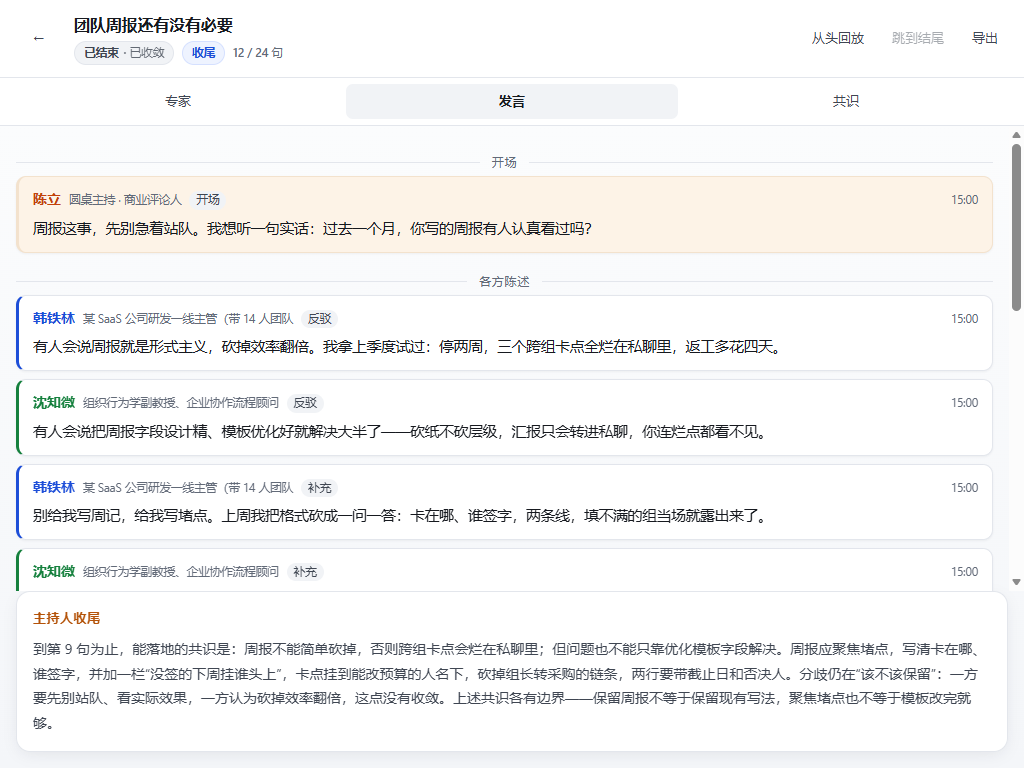 ←
团队周报还有没有必要
已结束 · 已收敛 收尾 12 / 24 句
从头回放 跳到结尾 导出
专家 发言 共识
开场
陈立 圆桌主持 · 商业评论人 开场 15:00
周报这事，先别急着站队。我想听一句实话：过去一个月，你写的周报有人认真看过吗？
各方陈述
韩铁林 某 SaaS 公司研发一线主管（带 14 人团队 反驳 15:00
有人会说周报就是形式主义，砍掉效率翻倍。我拿上季度试过：停两周，三个跨组卡点全烂在私聊里，返工多花四天。
沈知微 组织行为学副教授、企业协作流程顾问 反驳 15:00
有人会说把周报字段设计精、模板优化好就解决大半了——砍纸不砍层级，汇报只会转进私聊，你连烂点都看不见。
韩铁林 某 SaaS 公司研发一线主管（带 14 人团队 补充 15:00
别给我写周记，给我写堵点。上周我把格式砍成一问一答：卡在哪、谁签字，两条线，填不满的组当场就露出来了。
沈知微 组织行为学副教授、企业协作流程顾问 补充 15:00
主持人收尾
到第 9 句为止，能落地的共识是：周报不能简单砍掉，否则跨组卡点会烂在私聊里；但问题也不能只靠优化模板字段解决。周报应聚焦堵点，写清卡在哪、
谁签字，并加一栏“没签的下周挂谁头上”，卡点挂到能改预算的人名下，砍掉组长转采购的链条，两行要带截止日和否决人。分歧仍在“该不该保留”：一方
要先别站队、看实际效果，一方认为砍掉效率翻倍，这点没有收敛。上述共识各有边界——保留周报不等于保留现有写法，聚焦堵点也不等于模板改完就
够。